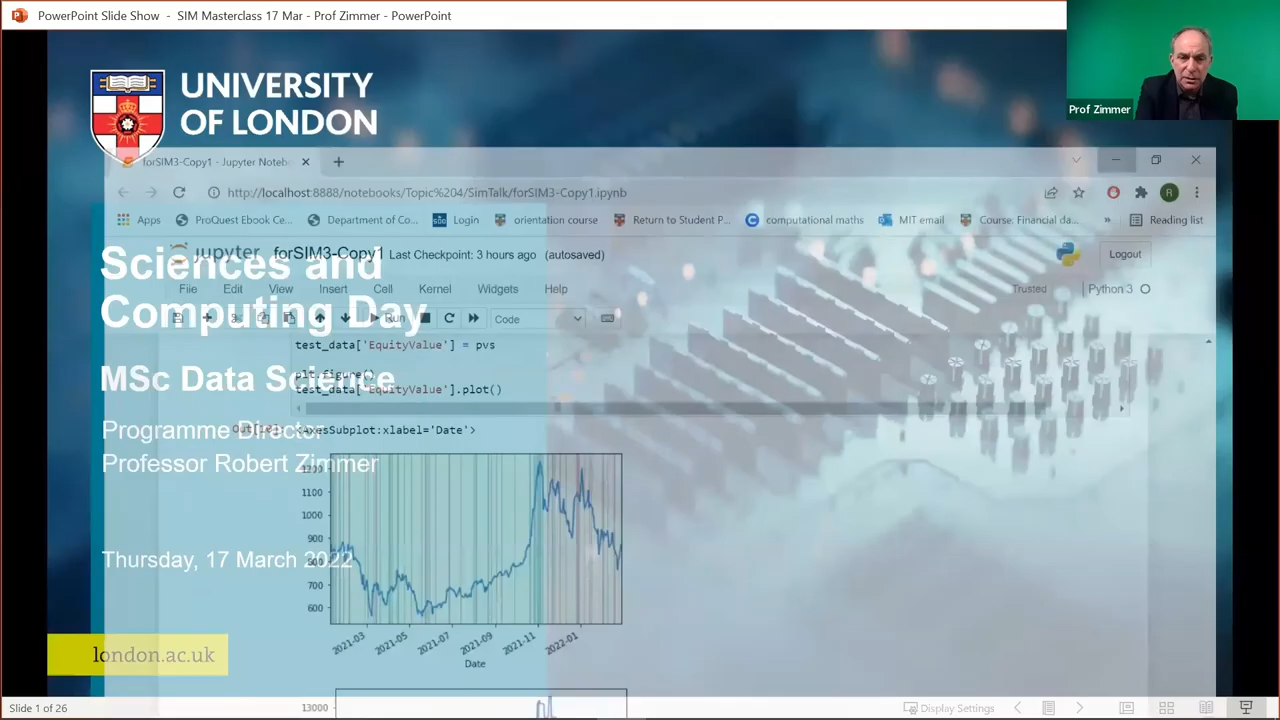 PowerPoint Slide Show - SIM Masterclass 17 Mar - Prof Zimmer - PowerPoint
Prof Zimmer
UNIVERSITY
OF LONDON
forSIM3-Copy1 - Jupyter Noteb
http://localhost:8888/notebooks/Topic%204/SimTalk/forSIM3-Copy1.ipynb
Apps ProQuest Ebook Ce... Department of Co... Login orientation course Return to Student P... computational maths MIT email Course: Financial da... » Reading list
jupyter forSIM3-Copy1 Last Checkpoint: 3 hours ago (autosaved) Logout
Sciences and
Computing Day
File Edit View Insert Cell Kernel Widgets Help Trusted Python 3
Run Code
test_data['EquityValue'] = pvs
plt.figure()
test_data['EquityValue'].plot()
MSc Data Science
<AxesSubplot:xlabel='Date'>
Programme Director
Professor Robert Zimmer
1200
1100
1000
900
800
700
600
2021-03 2021-05 2021-07 2021-09 2021-11 2022-01
Date
Thursday, 17 March 2022
london.ac.uk
13000
Slide 1 of 26 Display Settings